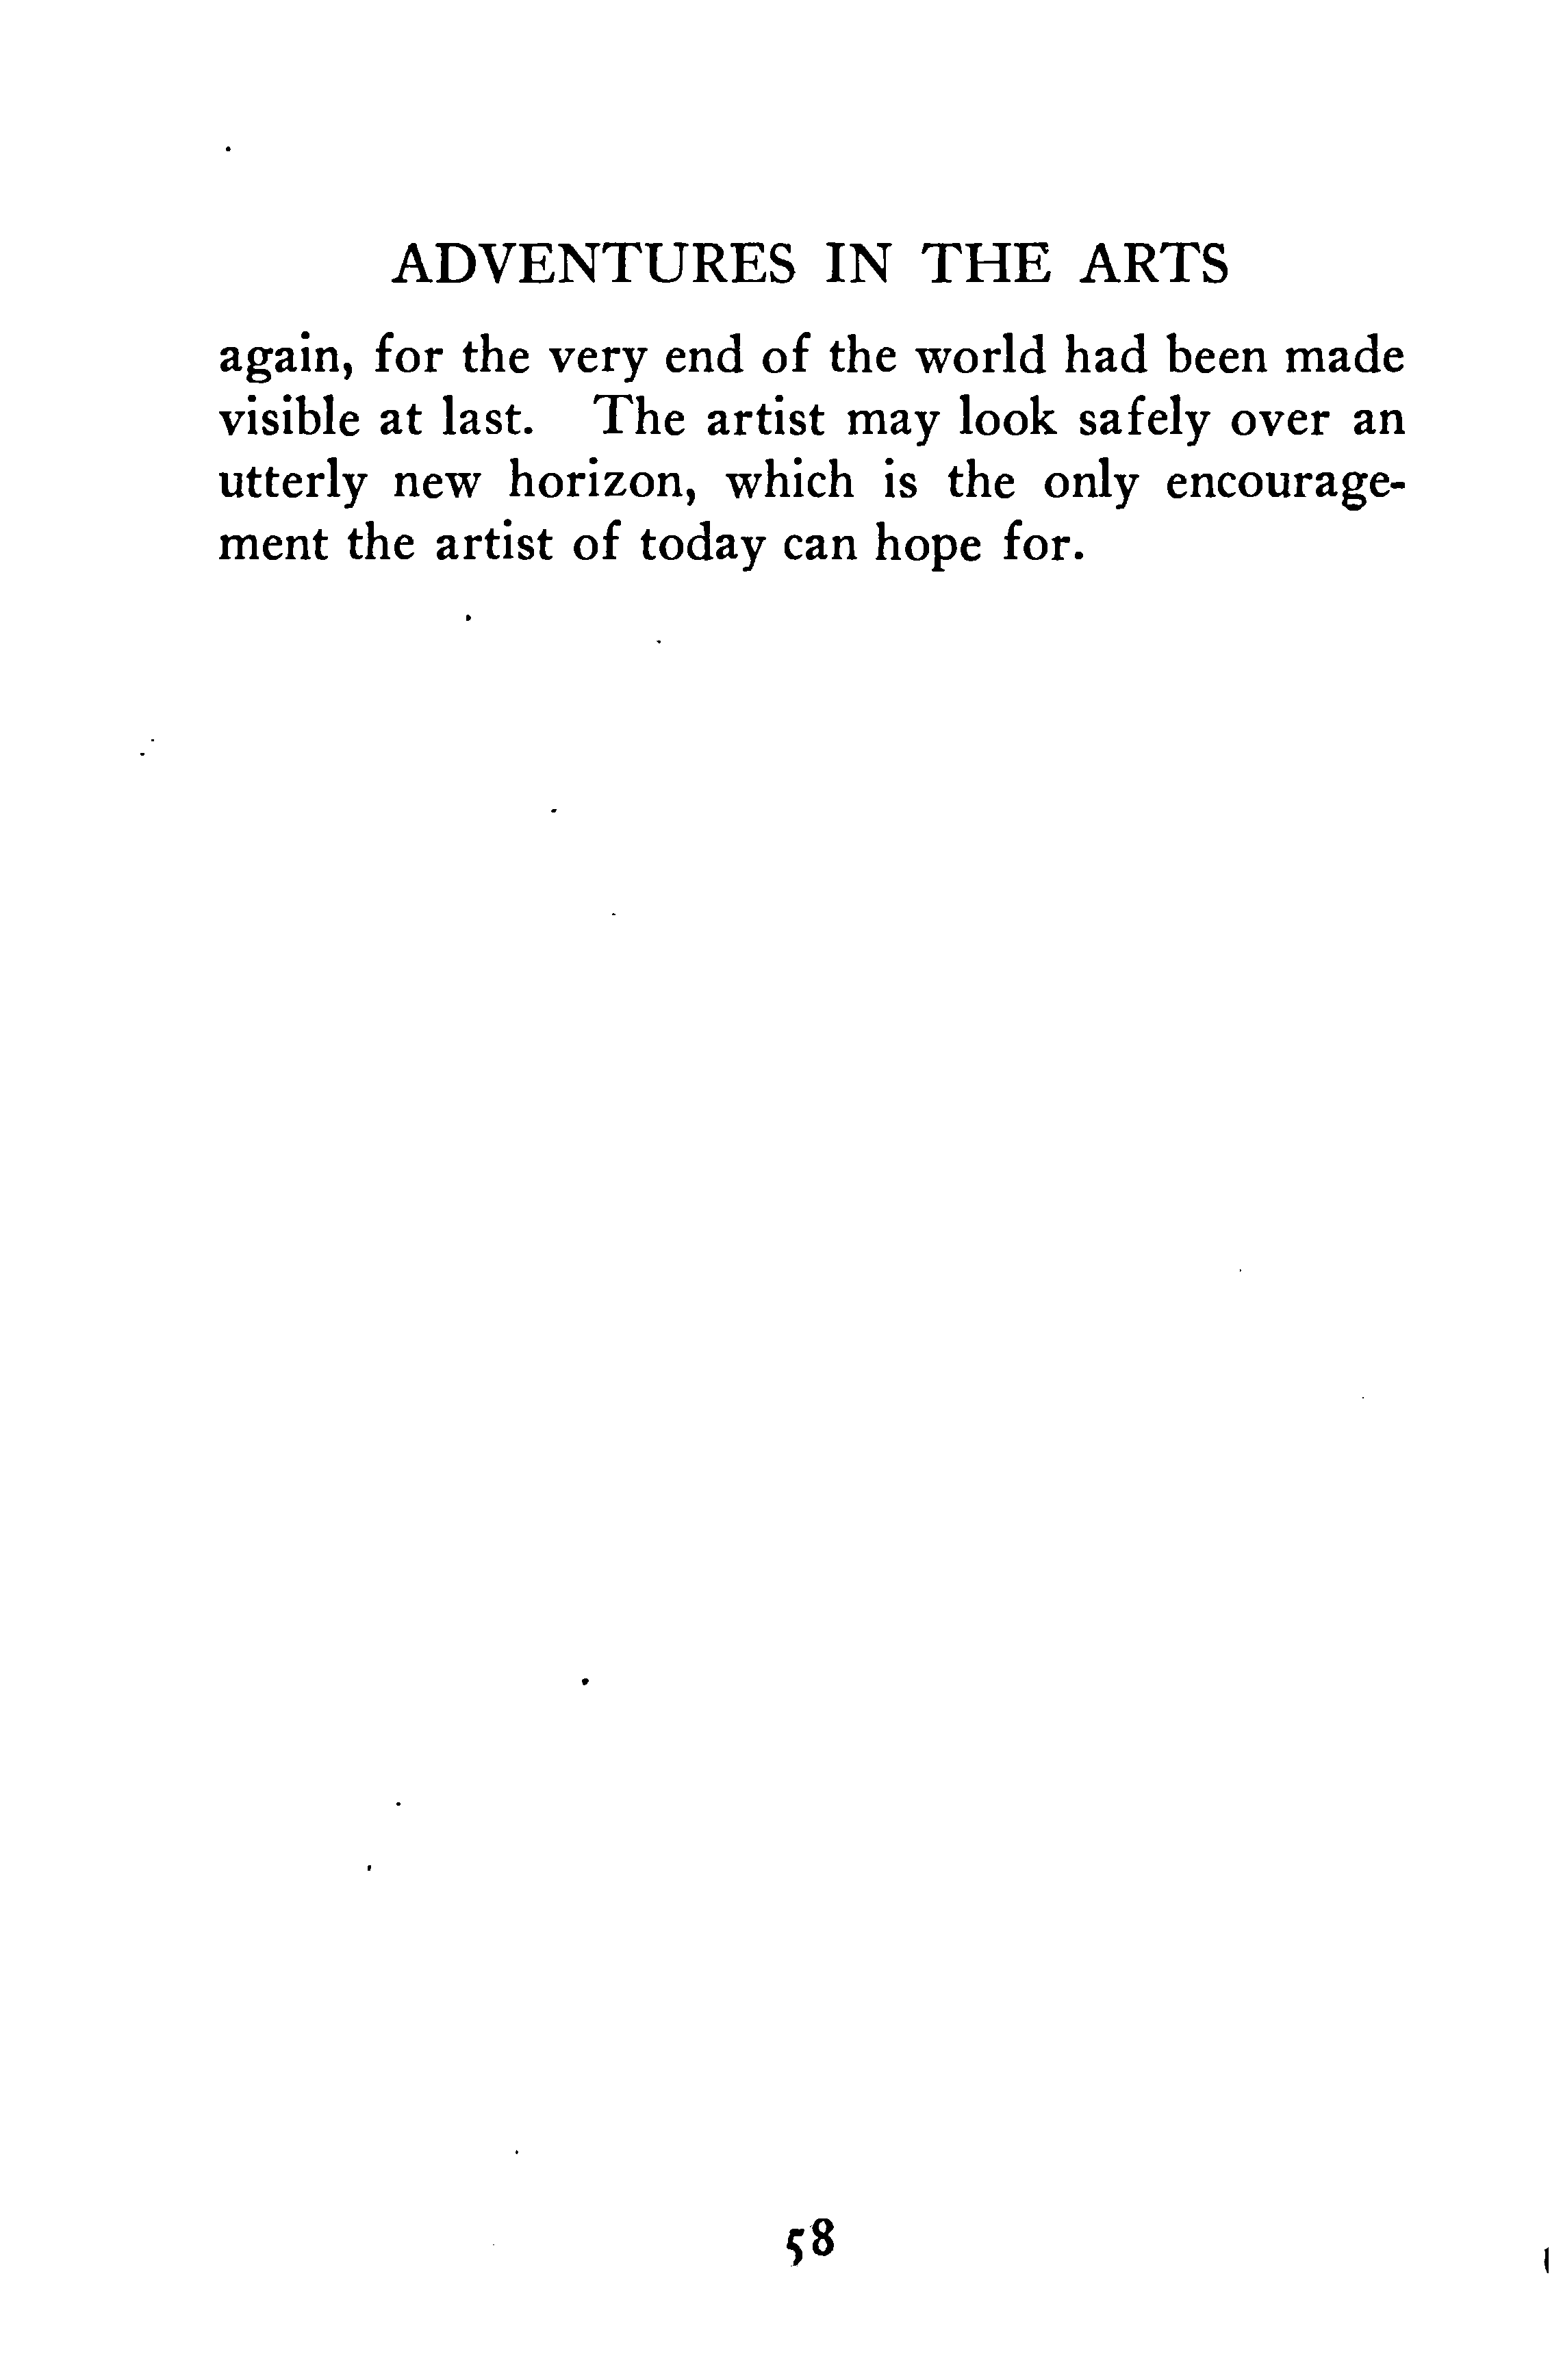 ADVENTURES IN THE ARTS
again, for the very end of the world had been made
visible at last. The artist may look safely over an
utterly new horizon, which is the only encourage-
ment the artist of today can hope for.
58